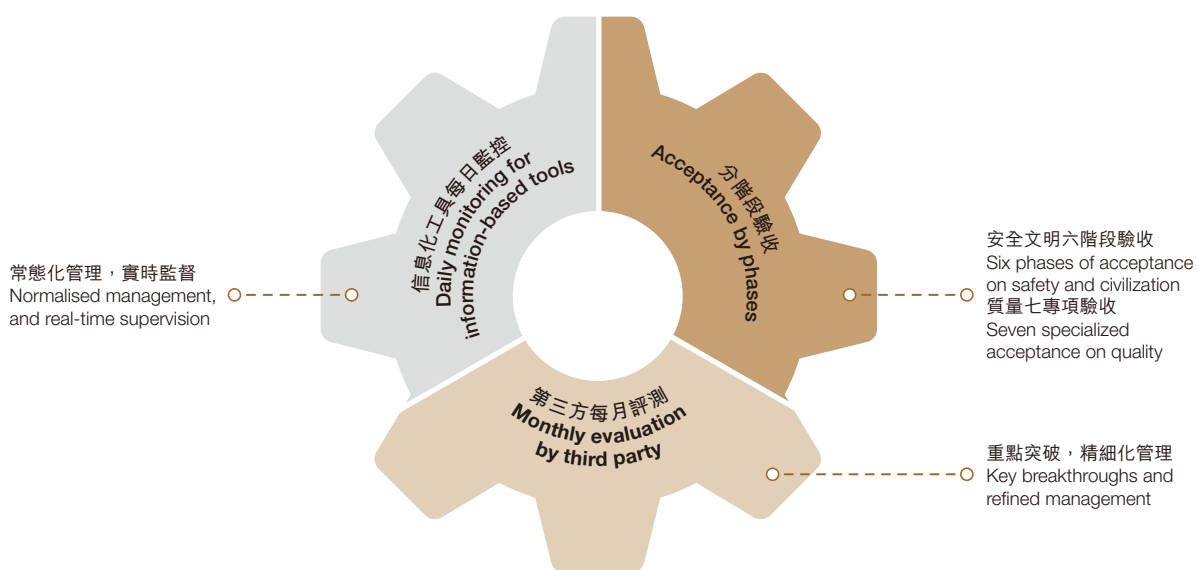 信息化工具每日監控
Daily monitoring for
information-based tools
分階段驗收
Acceptance by phases
第三方每月評測
Monthly evaluation
by third party
常態化管理，實時監督
Normalised management,
and real-time supervision
安全文明六階段驗收
Six phases of acceptance
on safety and civilization
質量七專項驗收
Seven specialized
acceptance on quality
重點突破，精細化管理
Key breakthroughs and
refined management